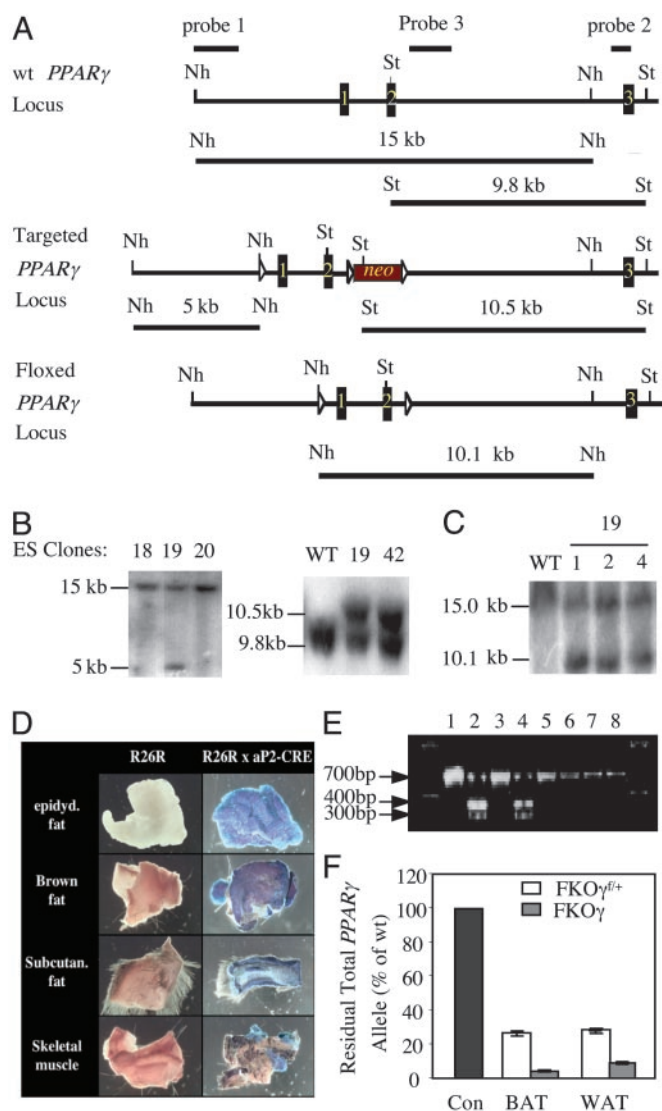 A
probe 1
Probe 3
probe 2
wt PPARγ
Locus
Nh
St
Nh
St
1
2
3
15 kb
Nh
Nh
St
9.8 kb
St
Targeted
PPARγ
Locus
Nh
Nh
St
St
Nh
St
1
2
neo
3
Nh
5 kb
Nh
St
10.5 kb
St
Floxed
PPARγ
Locus
Nh
Nh
St
Nh
St
1
2
3
Nh
10.1 kb
Nh
B
ES Clones:
18 19 20
15 kb
5 kb
WT 19 42
10.5kb
9.8kb
C
19
WT 1 2 4
15.0 kb
10.1 kb
D
R26R
R26R x aP2-CRE
epidyd.
fat
Brown
fat
Subcutan.
fat
Skeletal
muscle
E
1 2 3 4 5 6 7 8
700bp
400bp
300bp
F
Residual Total PPARγ
Allele (% of wt)
120
100
80
60
40
20
0
FKOγf/+
FKOγ
Con
BAT
WAT